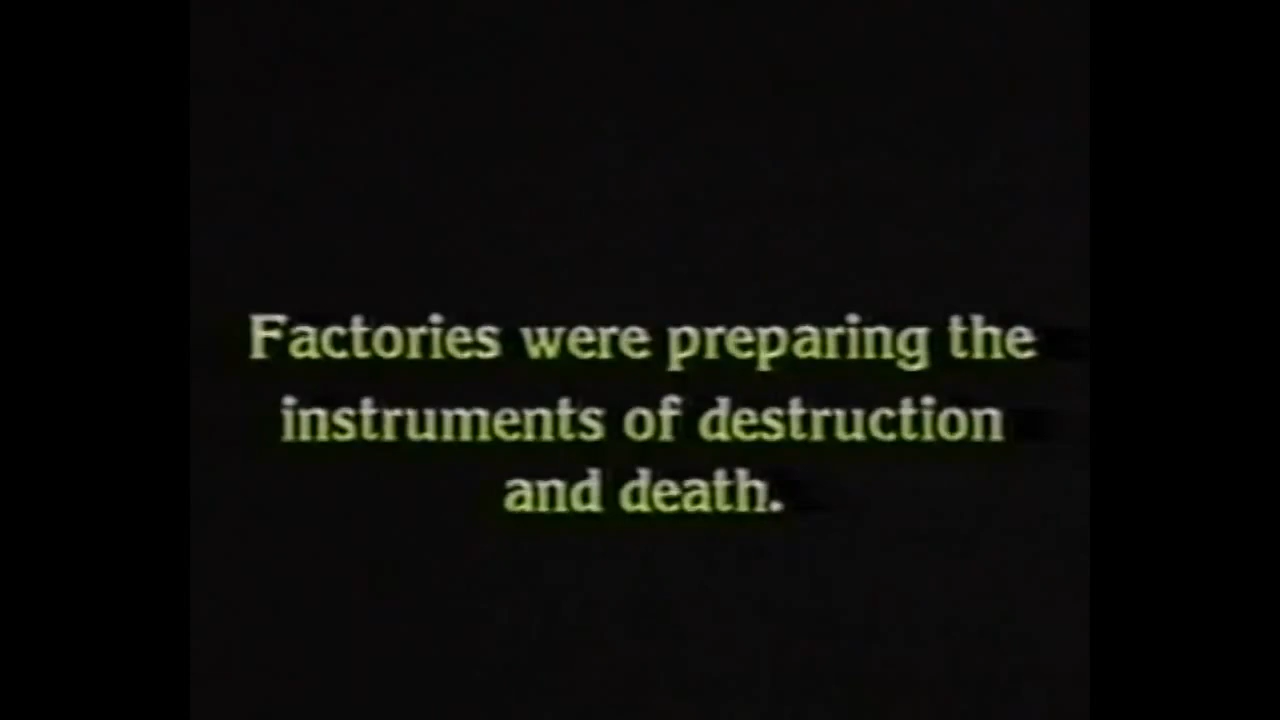 Factories were preparing the
instruments of destruction
and death.